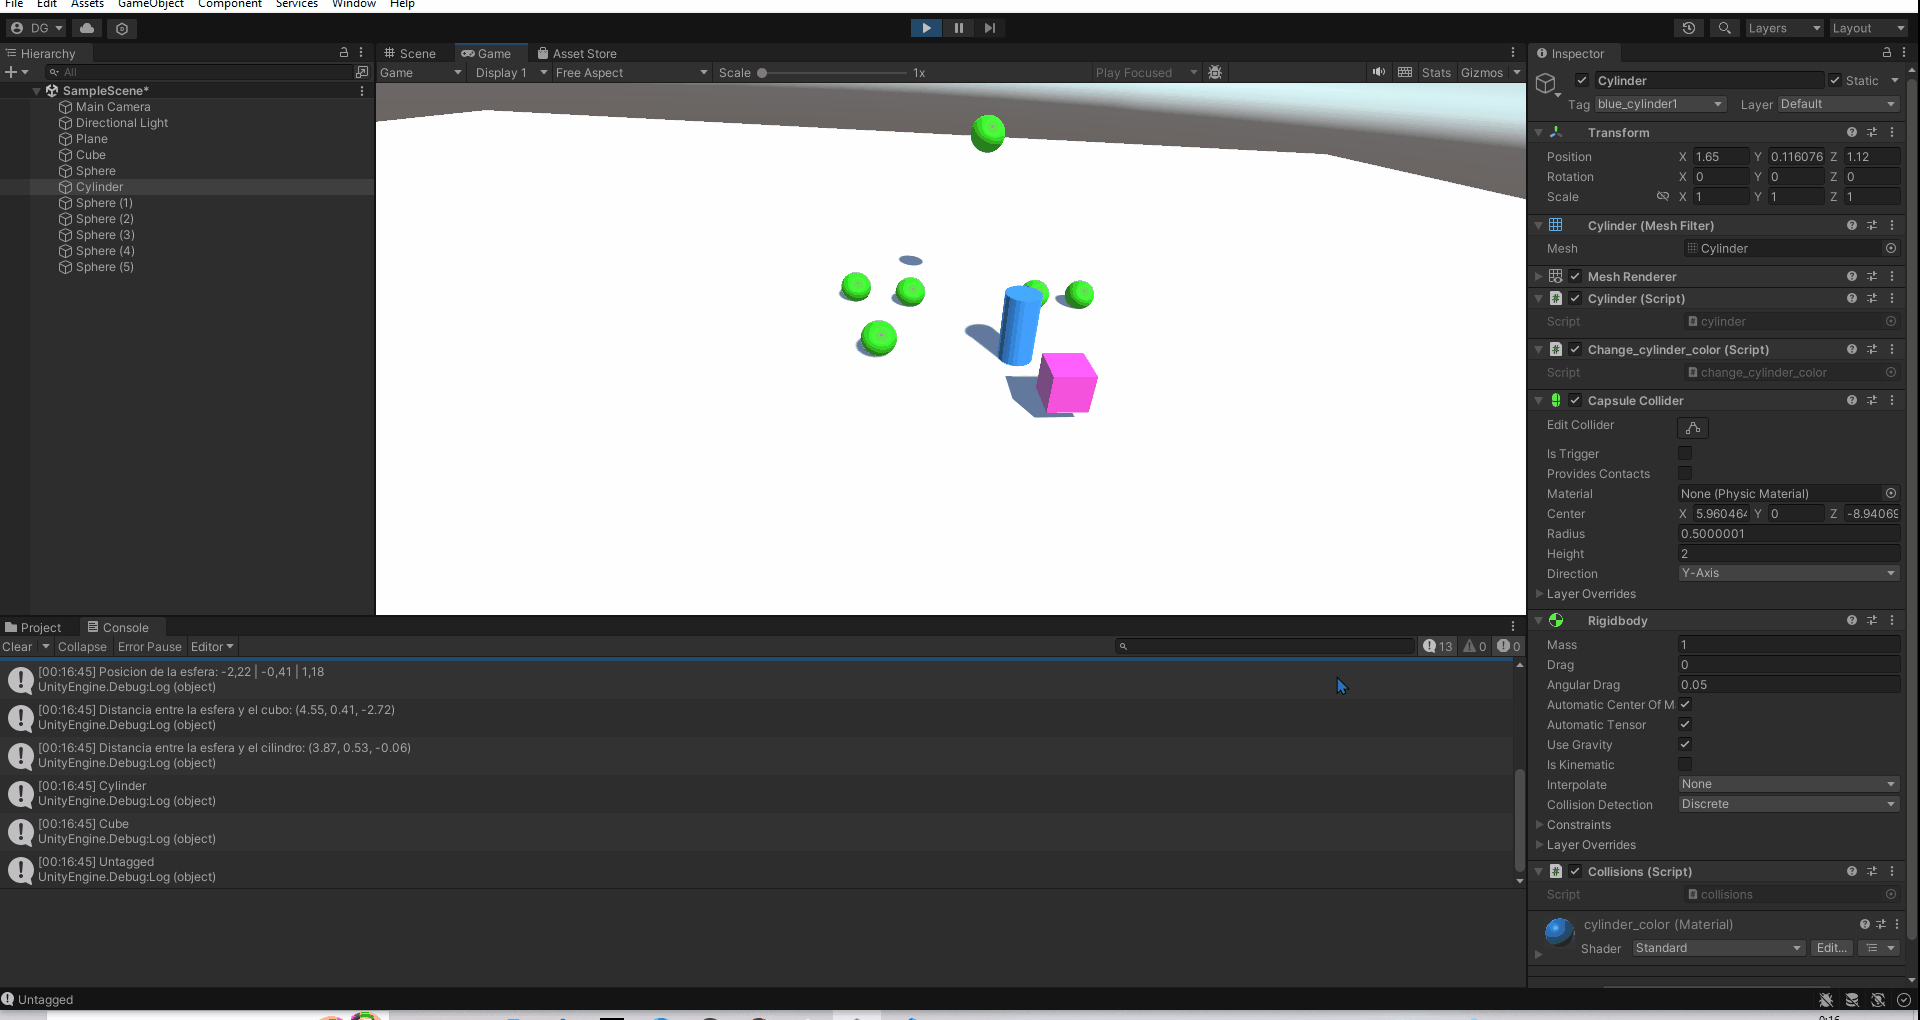 File Edit Assets GameObject Component Services Window Help
DG Layers Layout
Hierarchy
All
SampleScene*
Main Camera
Directional Light
Plane
Cube
Sphere
Cylinder
Sphere (1)
Sphere (2)
Sphere (3)
Sphere (4)
Sphere (5)
Scene Game Asset Store
Game Display 1 Free Aspect Scale 1x Play Focused Stats Gizmos
Project Console
Clear Collapse Error Pause Editor 13 0 0
[00:16:45] Posicion de la esfera: -2,22 | -0,41 | 1,18
UnityEngine.Debug:Log (object)
[00:16:45] Distancia entre la esfera y el cubo: (4.55, 0.41, -2.72)
UnityEngine.Debug:Log (object)
[00:16:45] Distancia entre la esfera y el cilindro: (3.87, 0.53, -0.06)
UnityEngine.Debug:Log (object)
[00:16:45] Cylinder
UnityEngine.Debug:Log (object)
[00:16:45] Cube
UnityEngine.Debug:Log (object)
[00:16:45] Untagged
UnityEngine.Debug:Log (object)
Untagged
Inspector
Cylinder Static
Tag blue_cylinder1 Layer Default
Transform
Position X 1.65 Y 0.116076 Z 1.12
Rotation X 0 Y 0 Z 0
Scale X 1 Y 1 Z 1
Cylinder (Mesh Filter)
Mesh Cylinder
Mesh Renderer
# Cylinder (Script)
Script cylinder
# Change_cylinder_color (Script)
Script change_cylinder_color
Capsule Collider
Edit Collider
Is Trigger
Provides Contacts
Material None (Physic Material)
Center X 5.96046 Y 0 Z -8.94069
Radius 0.5000001
Height 2
Direction Y-Axis
Layer Overrides
Rigidbody
Mass 1
Drag 0
Angular Drag 0.05
Automatic Center Of M
Automatic Tensor
Use Gravity
Is Kinematic
Interpolate None
Collision Detection Discrete
Constraints
Layer Overrides
# Collisions (Script)
Script collisions
cylinder_color (Material)
Shader Standard Edit...